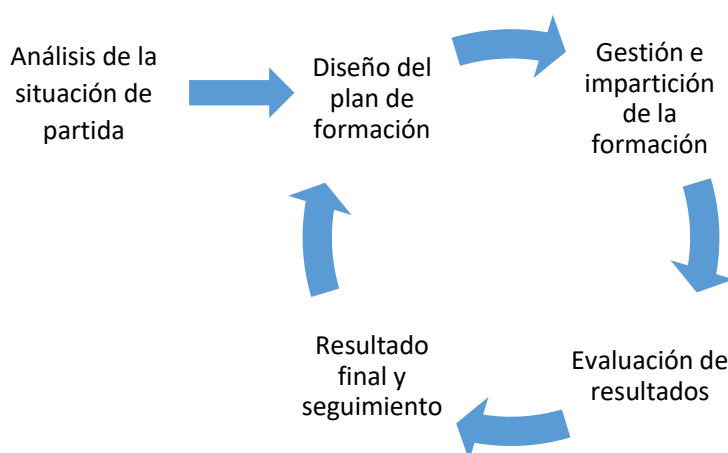 Análisis de la
situación de
partida
Diseño del
plan de
formación
Gestión e
impartición
de la
formación
Evaluación de
resultados
Resultado
final y
seguimiento